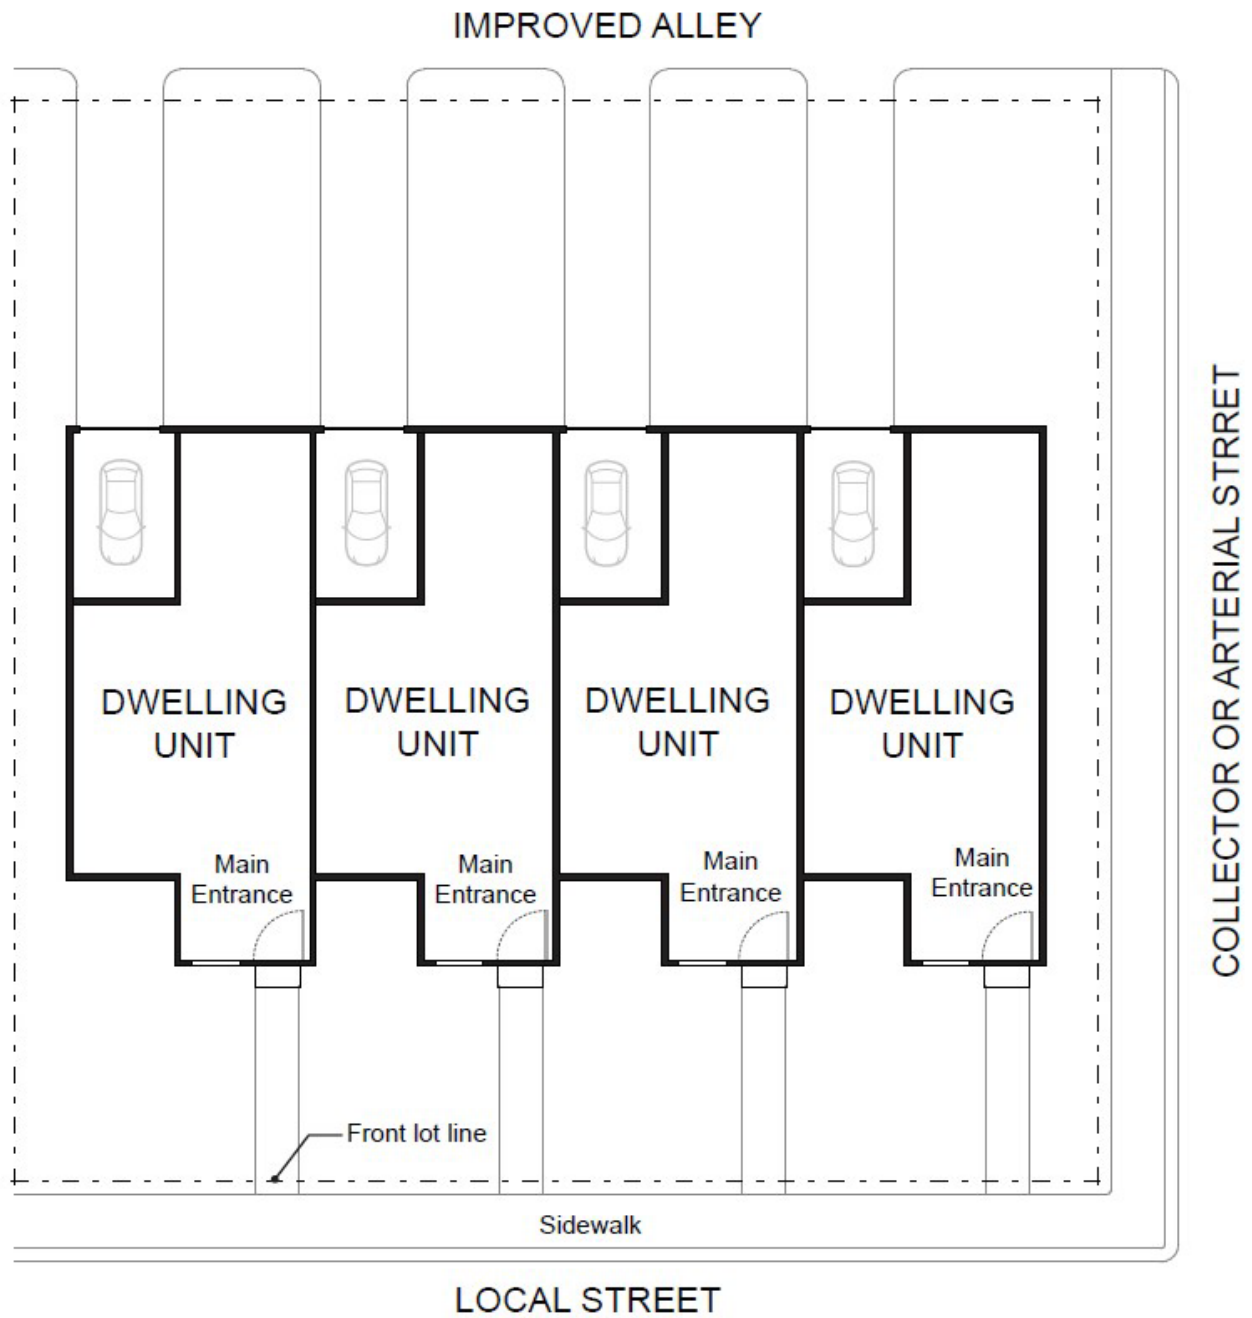 IMPROVED ALLEY
COLLECTOR OR ARTERIAL STRRET
DWELLING
UNIT
DWELLING
UNIT
DWELLING
UNIT
DWELLING
UNIT
Main
Entrance
Main
Entrance
Main
Entrance
Main
Entrance
Front lot line
Sidewalk
LOCAL STREET